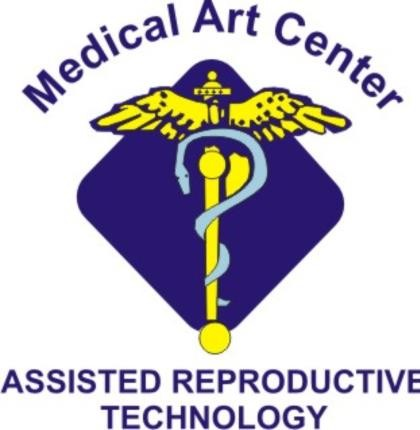 Medical Art Center
ASSISTED REPRODUCTIVE
TECHNOLOGY